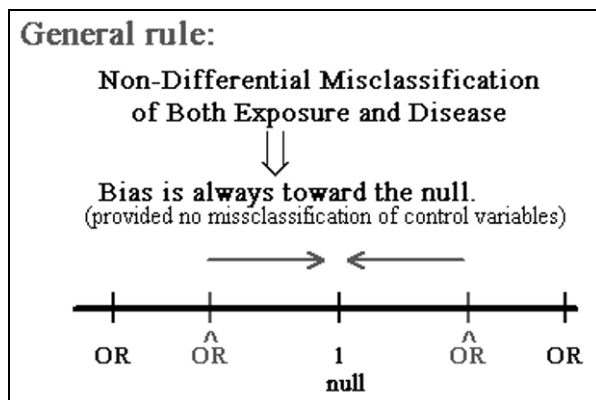 General rule:
Non-Differential Misclassification
of Both Exposure and Disease
Bias is always toward the null.
(provided no missclassification of control variables)
OR ÔR 1 ÔR OR
null